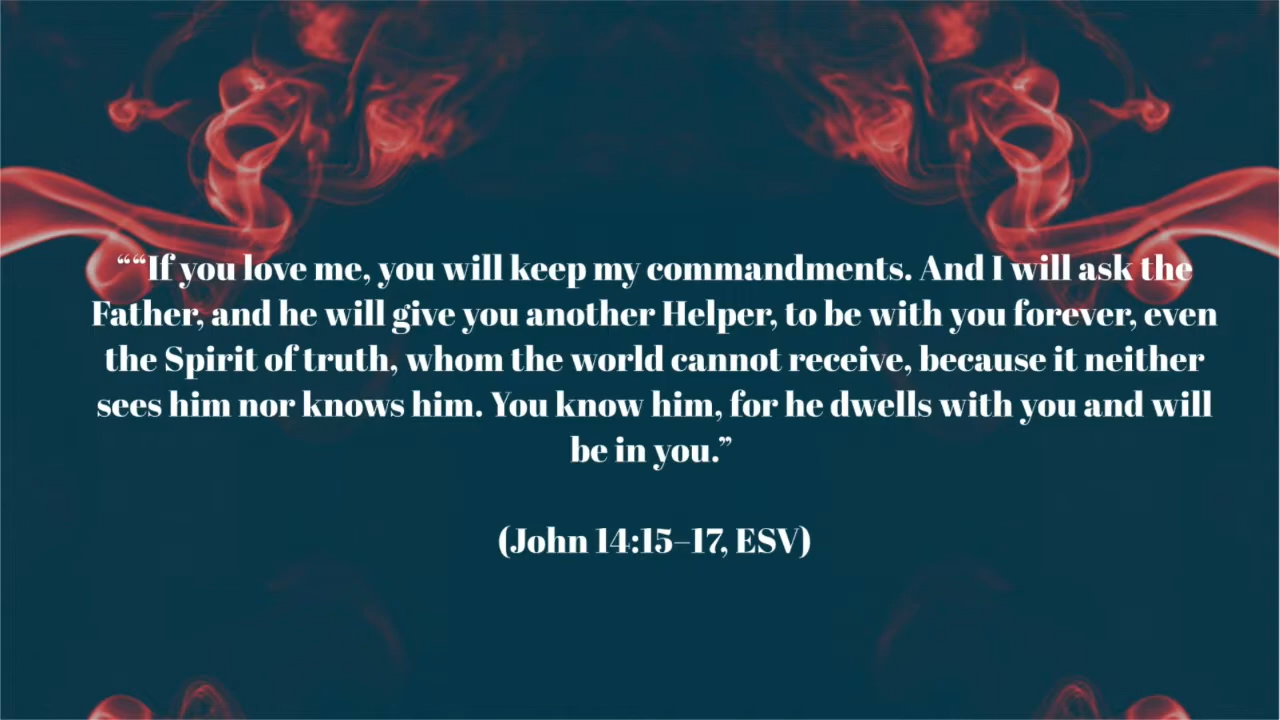 ““If you love me, you will keep my commandments. And I will ask the
Father, and he will give you another Helper, to be with you forever, even
the Spirit of truth, whom the world cannot receive, because it neither
sees him nor knows him. You know him, for he dwells with you and will
be in you.”
(John 14:15–17, ESV)